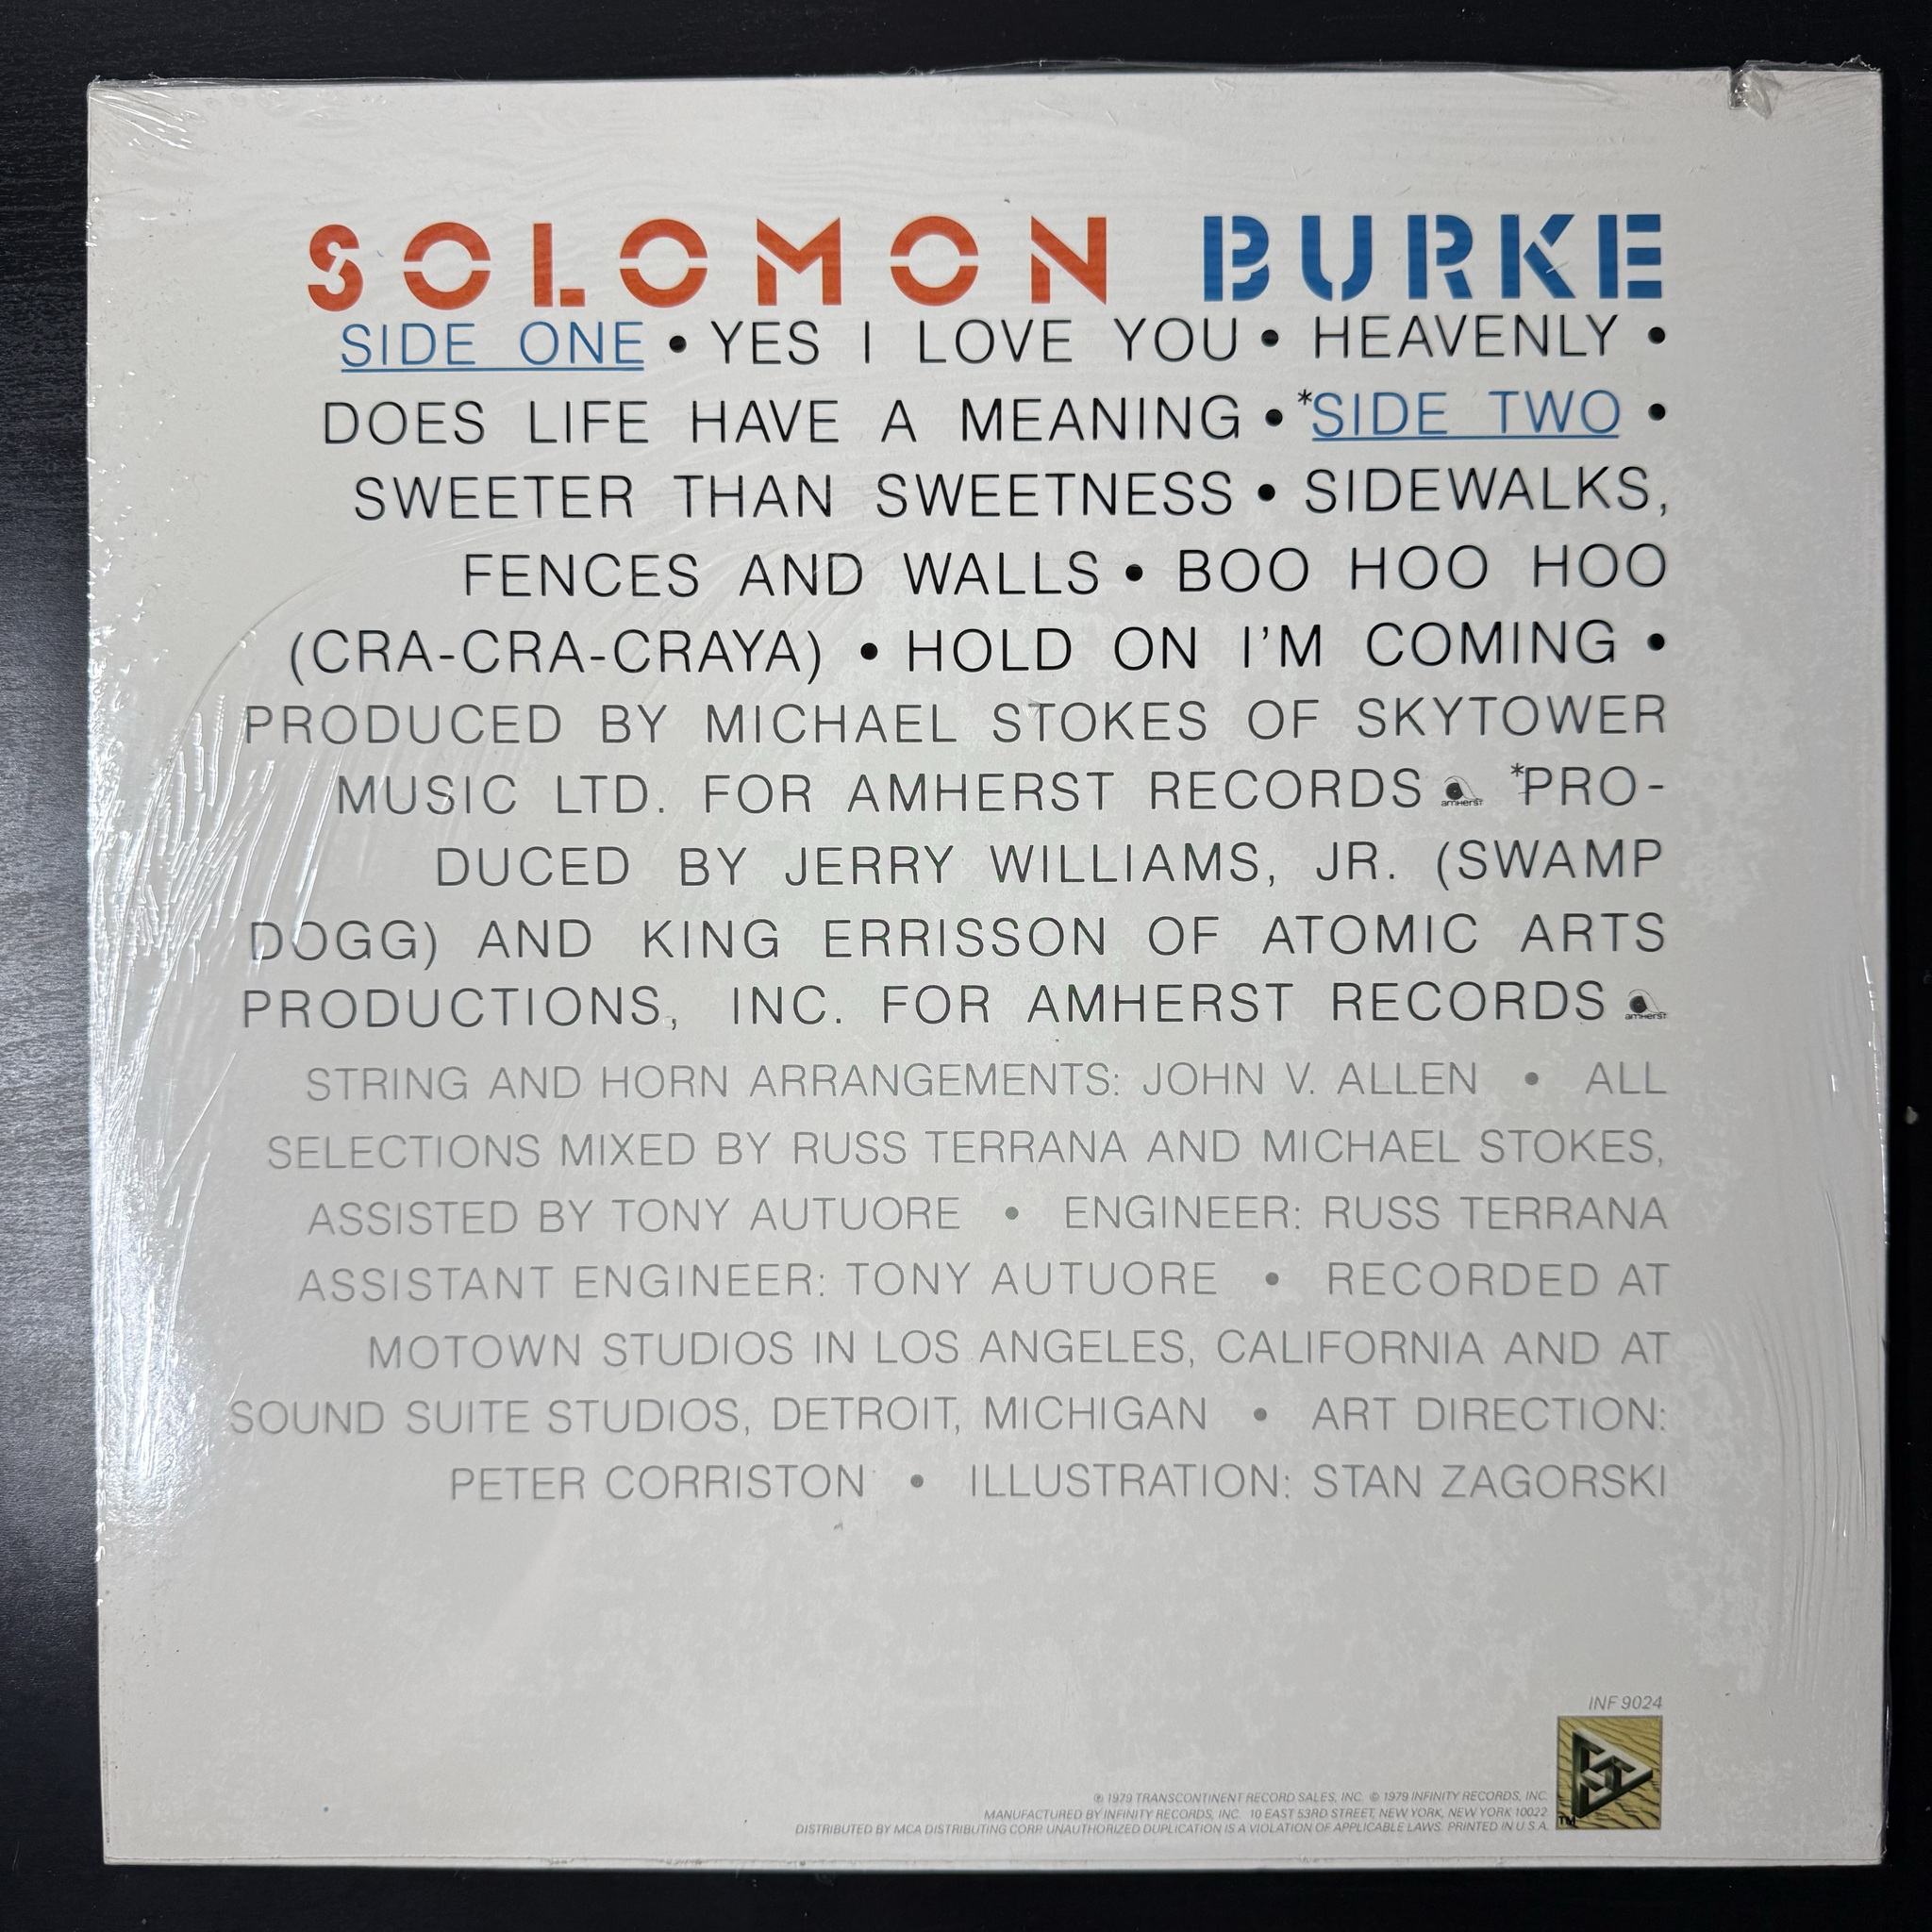 SOLOMON BURKE
SIDE ONE • YES I LOVE YOU • HEAVENLY •
DOES LIFE HAVE A MEANING • *SIDE TWO •
SWEETER THAN SWEETNESS • SIDEWALKS,
FENCES AND WALLS • BOO HOO HOO
(CRA-CRA-CRAYA) • HOLD ON I'M COMING •
PRODUCED BY MICHAEL STOKES OF SKYTOWER
MUSIC LTD. FOR AMHERST RECORDS amherst *PRO-
DUCED BY JERRY WILLIAMS, JR. (SWAMP
DOGG) AND KING ERRISSON OF ATOMIC ARTS
PRODUCTIONS, INC. FOR AMHERST RECORDS amherst
STRING AND HORN ARRANGEMENTS: JOHN V. ALLEN • ALL
SELECTIONS MIXED BY RUSS TERRANA AND MICHAEL STOKES,
ASSISTED BY TONY AUTUORE • ENGINEER: RUSS TERRANA
ASSISTANT ENGINEER: TONY AUTUORE • RECORDED AT
MOTOWN STUDIOS IN LOS ANGELES, CALIFORNIA AND AT
SOUND SUITE STUDIOS, DETROIT, MICHIGAN • ART DIRECTION:
PETER CORRISTON • ILLUSTRATION: STAN ZAGORSKI
INF 9024
℗ 1979 TRANSCONTINENT RECORD SALES, INC. © 1979 INFINITY RECORDS, INC.
MANUFACTURED BY INFINITY RECORDS, INC. 10 EAST 53RD STREET, NEW YORK, NEW YORK 10022
DISTRIBUTED BY MCA DISTRIBUTING CORP. UNAUTHORIZED DUPLICATION IS A VIOLATION OF APPLICABLE LAWS. PRINTED IN U.S.A.
TM